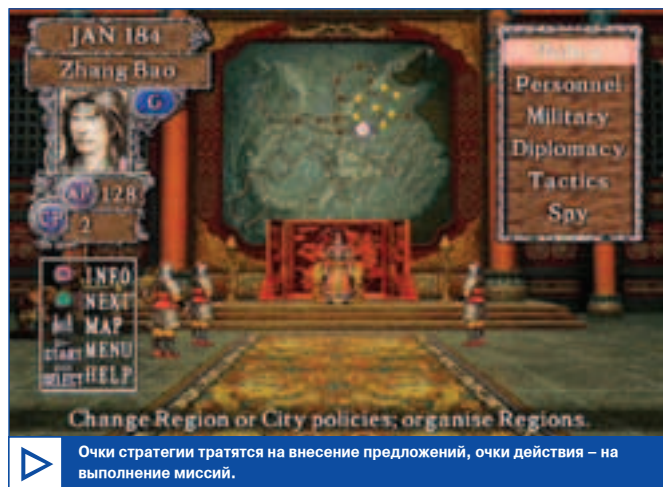 JAN 184
Zhang Bao
G
AP 128
2
Personnel
Military
Diplomacy
Tactics
Spy
INFO
NEXT
MAP
START MENU
SELECT HELP
Change Region or City policies; organise Regions.
Очки стратегии тратятся на внесение предложений, очки действия – на
выполнение миссий.